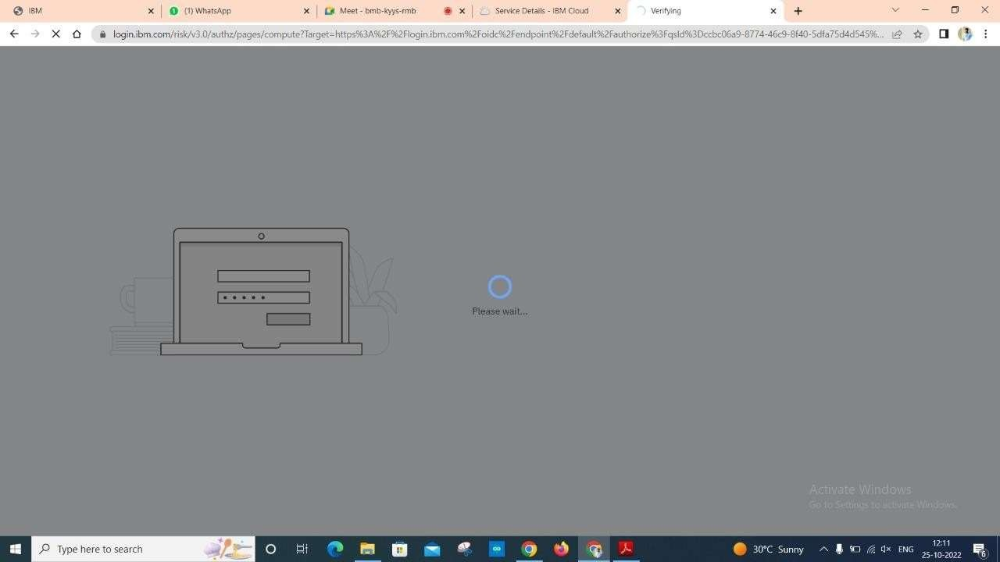 IBM
(1) WhatsApp
Meet - bmb-kyys-rmb
Service Details - IBM Cloud
Verifying
login.ibm.com/risk/v3.0/authz/pages/compute?Target=https%3A%2F%2Flogin.ibm.com%2Foidc%2Fendpoint%2Fdefault%2Fauthorize%3FqsId%3Dccbc06a9-8774-46c9-8f40-5dfa75d4d545%...
Please wait...
Activate Windows
Go to Settings to activate Windows.
Type here to search
30°C Sunny
ENG
12:11
25-10-2022
6